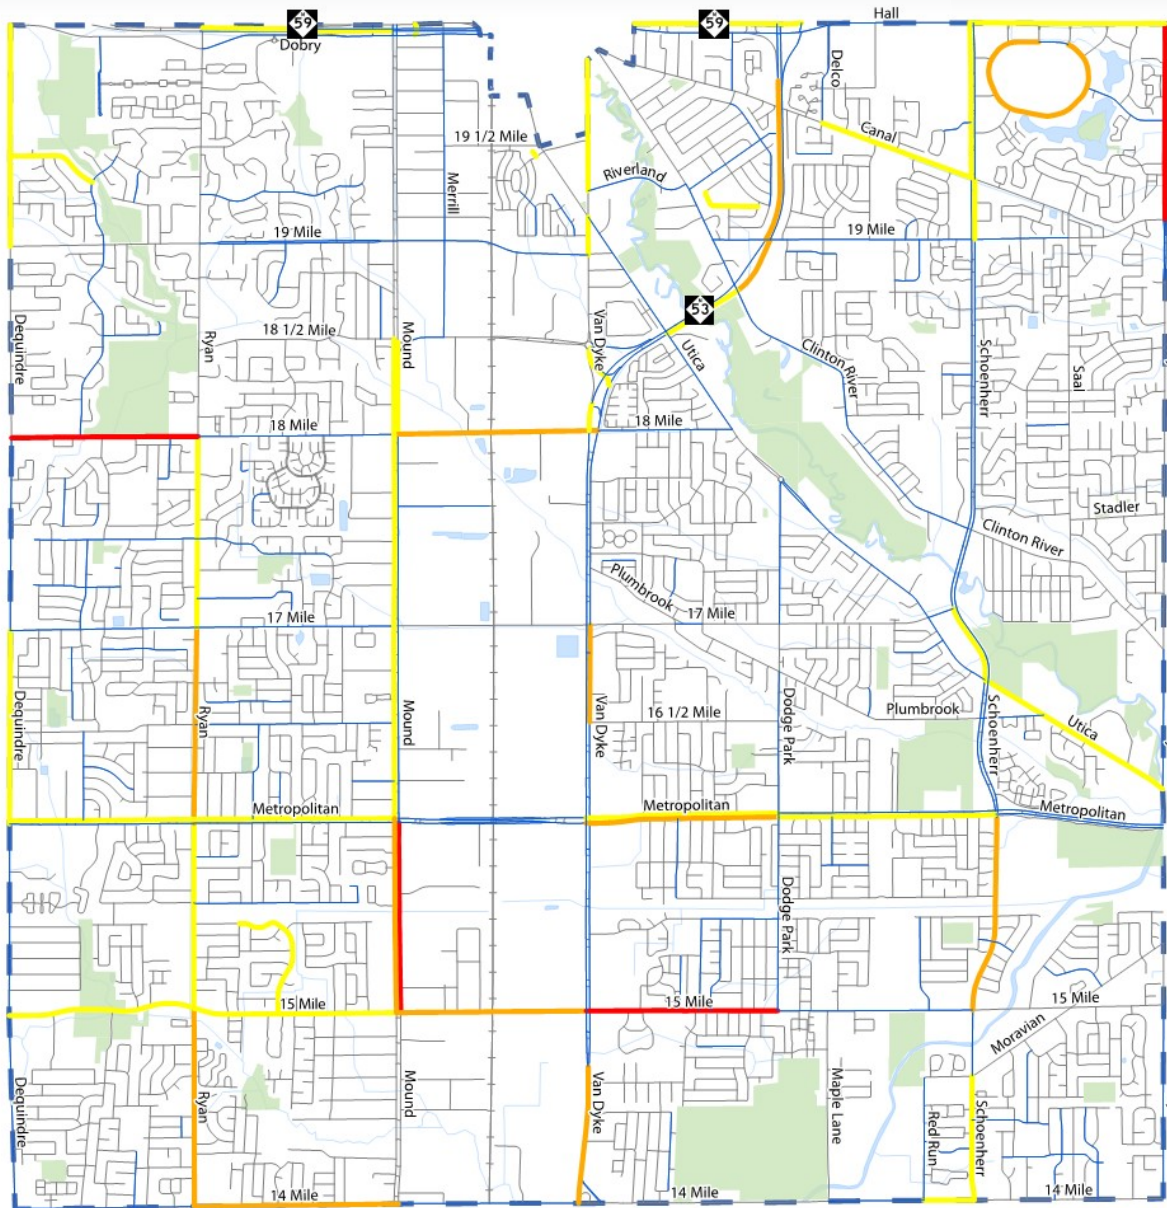 59
59
Hall
Dobry
Delco
19 1/2 Mile
Canal
Riverland
Merrill
19 Mile
19 Mile
53
Dequindre
Ryan
18 1/2 Mile
Mound
Van Dyke
Utica
Clinton River
Schoenherr
Saal
18 Mile
18 Mile
Stadler
Clinton River
Plumbrook
17 Mile
17 Mile
Dequindre
Ryan
Mound
Van Dyke
16 1/2 Mile
Dodge Park
Plumbrook
Schoenherr
Utica
Metropolitan
Metropolitan
Metropolitan
Dodge Park
15 Mile
15 Mile
15 Mile
Moravian
Dequindre
Ryan
Mound
Van Dyke
Maple Lane
Red Run
Schoenherr
14 Mile
14 Mile
14 Mile